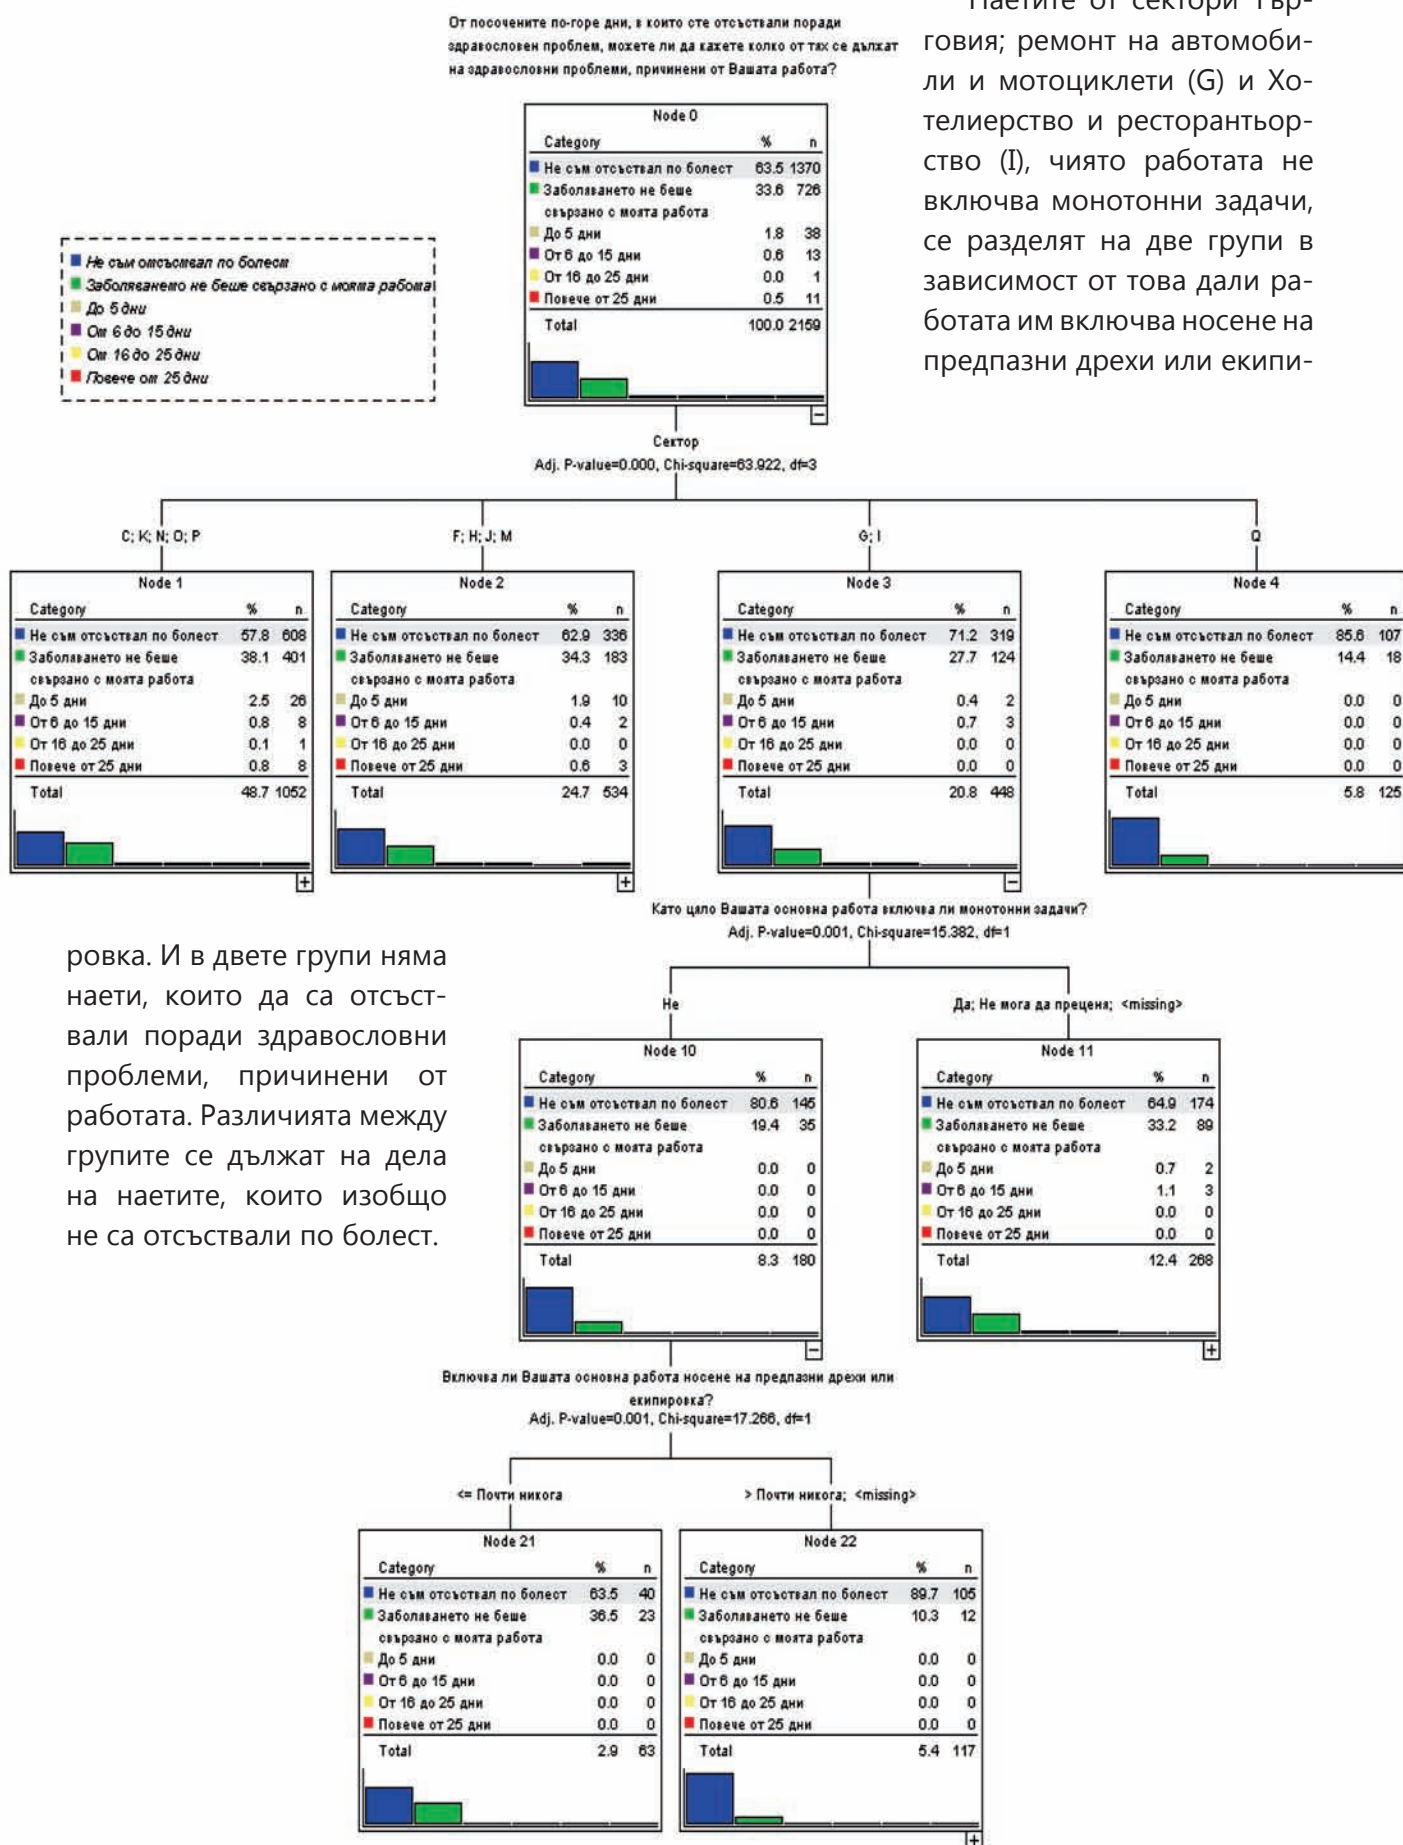 Наетите от сектори Тър-
говия; ремонт на автомоби-
ли и мотоциклети (G) и Хо-
телиерство и ресторантьор-
ство (I), чиято работата не
включва монотонни задачи,
се разделят на две групи в
зависимост от това дали ра-
ботата им включва носене на
предпазни дрехи или екипи-
ровка. И в двете групи няма
наети, които да са отсъст-
вали поради здравословни
проблеми, причинени от
работата. Различията между
групите се дължат на дела
на наетите, които изобщо
не са отсъствали по болест.
От посочените по-горе дни, в които сте отсъствали поради
здравословен проблем, можете ли да кажете колко от тях се дължат
на здравословни проблеми, причинени от Вашата работа?
Не съм отсъствал по болест
Заболяването не беше свързано с моята работа
До 5 дни
От 6 до 15 дни
От 16 до 25 дни
Повече от 25 дни
Node 0
Category % n
Не съм отсъствал по болест 63.5 1370
Заболяването не беше 33.6 726
свързано с моята работа
До 5 дни 1.8 38
От 6 до 15 дни 0.6 13
От 16 до 25 дни 0.0 1
Повече от 25 дни 0.5 11
Total 100.0 2159
Сектор
Adj. P-value=0.000, Chi-square=63.922, df=3
C; K; N; O; P
Node 1
Category % n
Не съм отсъствал по болест 57.8 608
Заболяването не беше 38.1 401
свързано с моята работа
До 5 дни 2.5 26
От 6 до 15 дни 0.8 8
От 16 до 25 дни 0.1 1
Повече от 25 дни 0.8 8
Total 48.7 1052
F; H; J; M
Node 2
Category % n
Не съм отсъствал по болест 62.9 336
Заболяването не беше 34.3 183
свързано с моята работа
До 5 дни 1.9 10
От 6 до 15 дни 0.4 2
От 16 до 25 дни 0.0 0
Повече от 25 дни 0.6 3
Total 24.7 534
G; I
Node 3
Category % n
Не съм отсъствал по болест 71.2 319
Заболяването не беше 27.7 124
свързано с моята работа
До 5 дни 0.4 2
От 6 до 15 дни 0.7 3
От 16 до 25 дни 0.0 0
Повече от 25 дни 0.0 0
Total 20.8 448
Q
Node 4
Category % n
Не съм отсъствал по болест 85.6 107
Заболяването не беше 14.4 18
свързано с моята работа
До 5 дни 0.0 0
От 6 до 15 дни 0.0 0
От 16 до 25 дни 0.0 0
Повече от 25 дни 0.0 0
Total 5.8 125
Като цяло Вашата основна работа включва ли монотонни задачи?
Adj. P-value=0.001, Chi-square=15.382, df=1
Не
Node 10
Category % n
Не съм отсъствал по болест 80.6 145
Заболяването не беше 19.4 35
свързано с моята работа
До 5 дни 0.0 0
От 6 до 15 дни 0.0 0
От 16 до 25 дни 0.0 0
Повече от 25 дни 0.0 0
Total 8.3 180
Да; Не мога да преценя; <missing>
Node 11
Category % n
Не съм отсъствал по болест 64.9 174
Заболяването не беше 33.2 89
свързано с моята работа
До 5 дни 0.7 2
От 6 до 15 дни 1.1 3
От 16 до 25 дни 0.0 0
Повече от 25 дни 0.0 0
Total 12.4 268
Включва ли Вашата основна работа носене на предпазни дрехи или
екипировка?
Adj. P-value=0.001, Chi-square=17.266, df=1
<= Почти никога
Node 21
Category % n
Не съм отсъствал по болест 63.5 40
Заболяването не беше 36.5 23
свързано с моята работа
До 5 дни 0.0 0
От 6 до 15 дни 0.0 0
От 16 до 25 дни 0.0 0
Повече от 25 дни 0.0 0
Total 2.9 63
> Почти никога; <missing>
Node 22
Category % n
Не съм отсъствал по болест 89.7 105
Заболяването не беше 10.3 12
свързано с моята работа
До 5 дни 0.0 0
От 6 до 15 дни 0.0 0
От 16 до 25 дни 0.0 0
Повече от 25 дни 0.0 0
Total 5.4 117